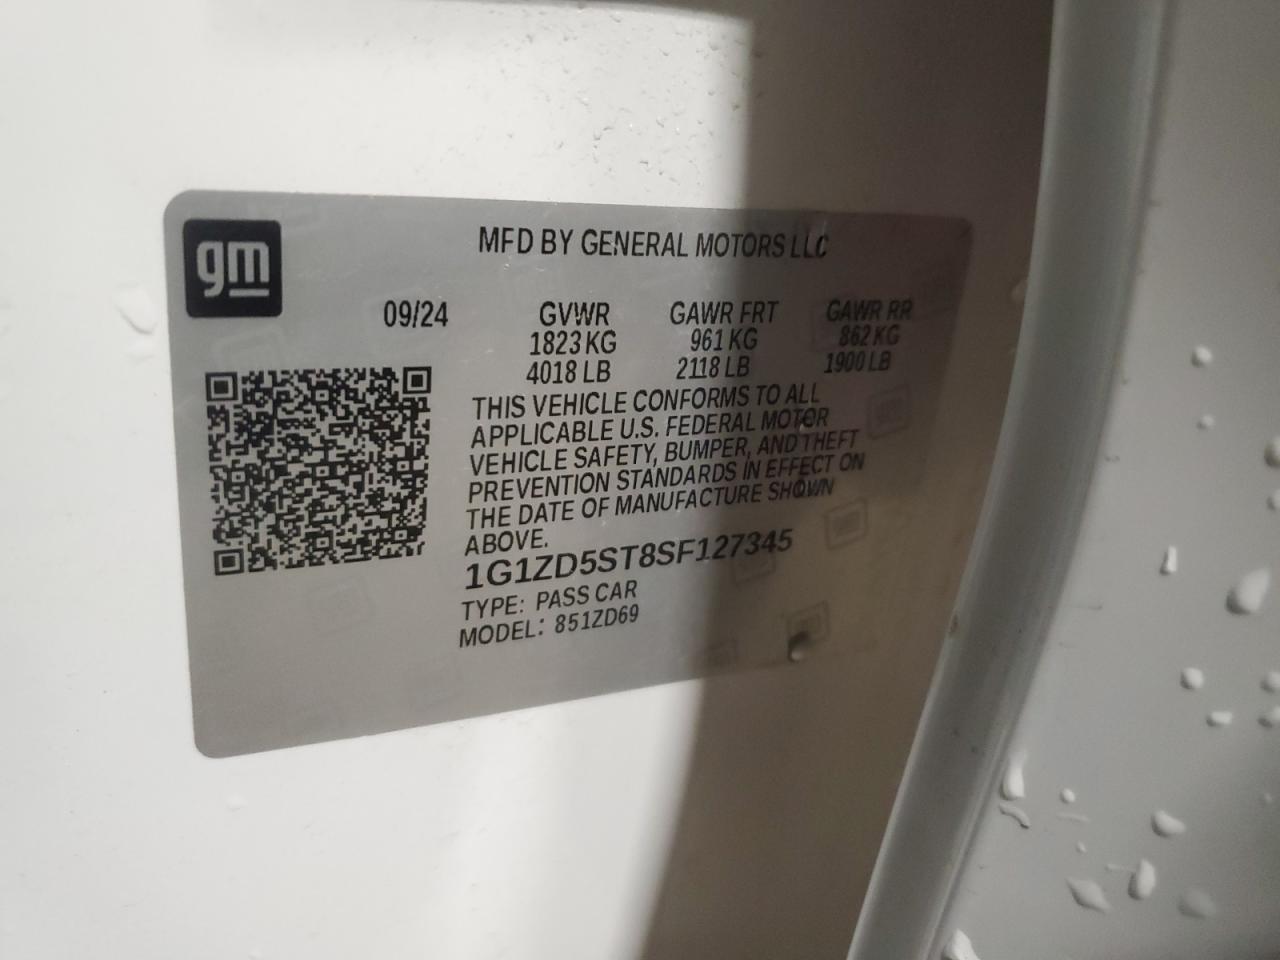 gm
MFD BY GENERAL MOTORS LLC
09/24 GVWR GAWR FRT GAWR RR
1823 KG 961 KG 862 KG
4018 LB 2118 LB 1900 LB
THIS VEHICLE CONFORMS TO ALL
APPLICABLE U.S. FEDERAL MOTOR
VEHICLE SAFETY, BUMPER, AND THEFT
PREVENTION STANDARDS IN EFFECT ON
THE DATE OF MANUFACTURE SHOWN
ABOVE.
1G1ZD5ST8SF127345
TYPE: PASS CAR
MODEL: 851ZD69